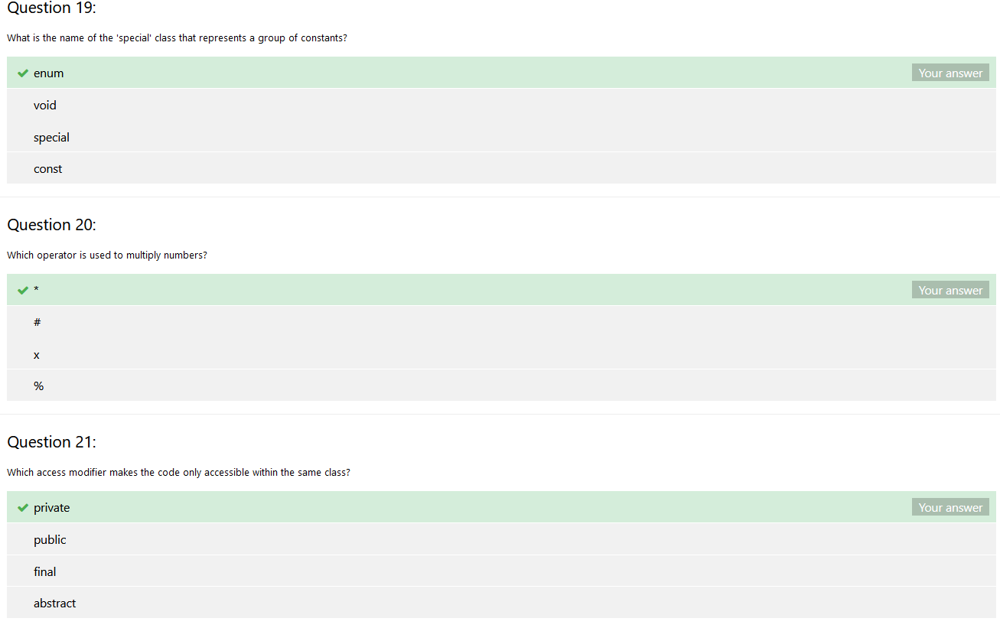 Question 19:
What is the name of the 'special' class that represents a group of constants?
enum Your answer
void
special
const
Question 20:
Which operator is used to multiply numbers?
* Your answer
#
x
%
Question 21:
Which access modifier makes the code only accessible within the same class?
private Your answer
public
final
abstract